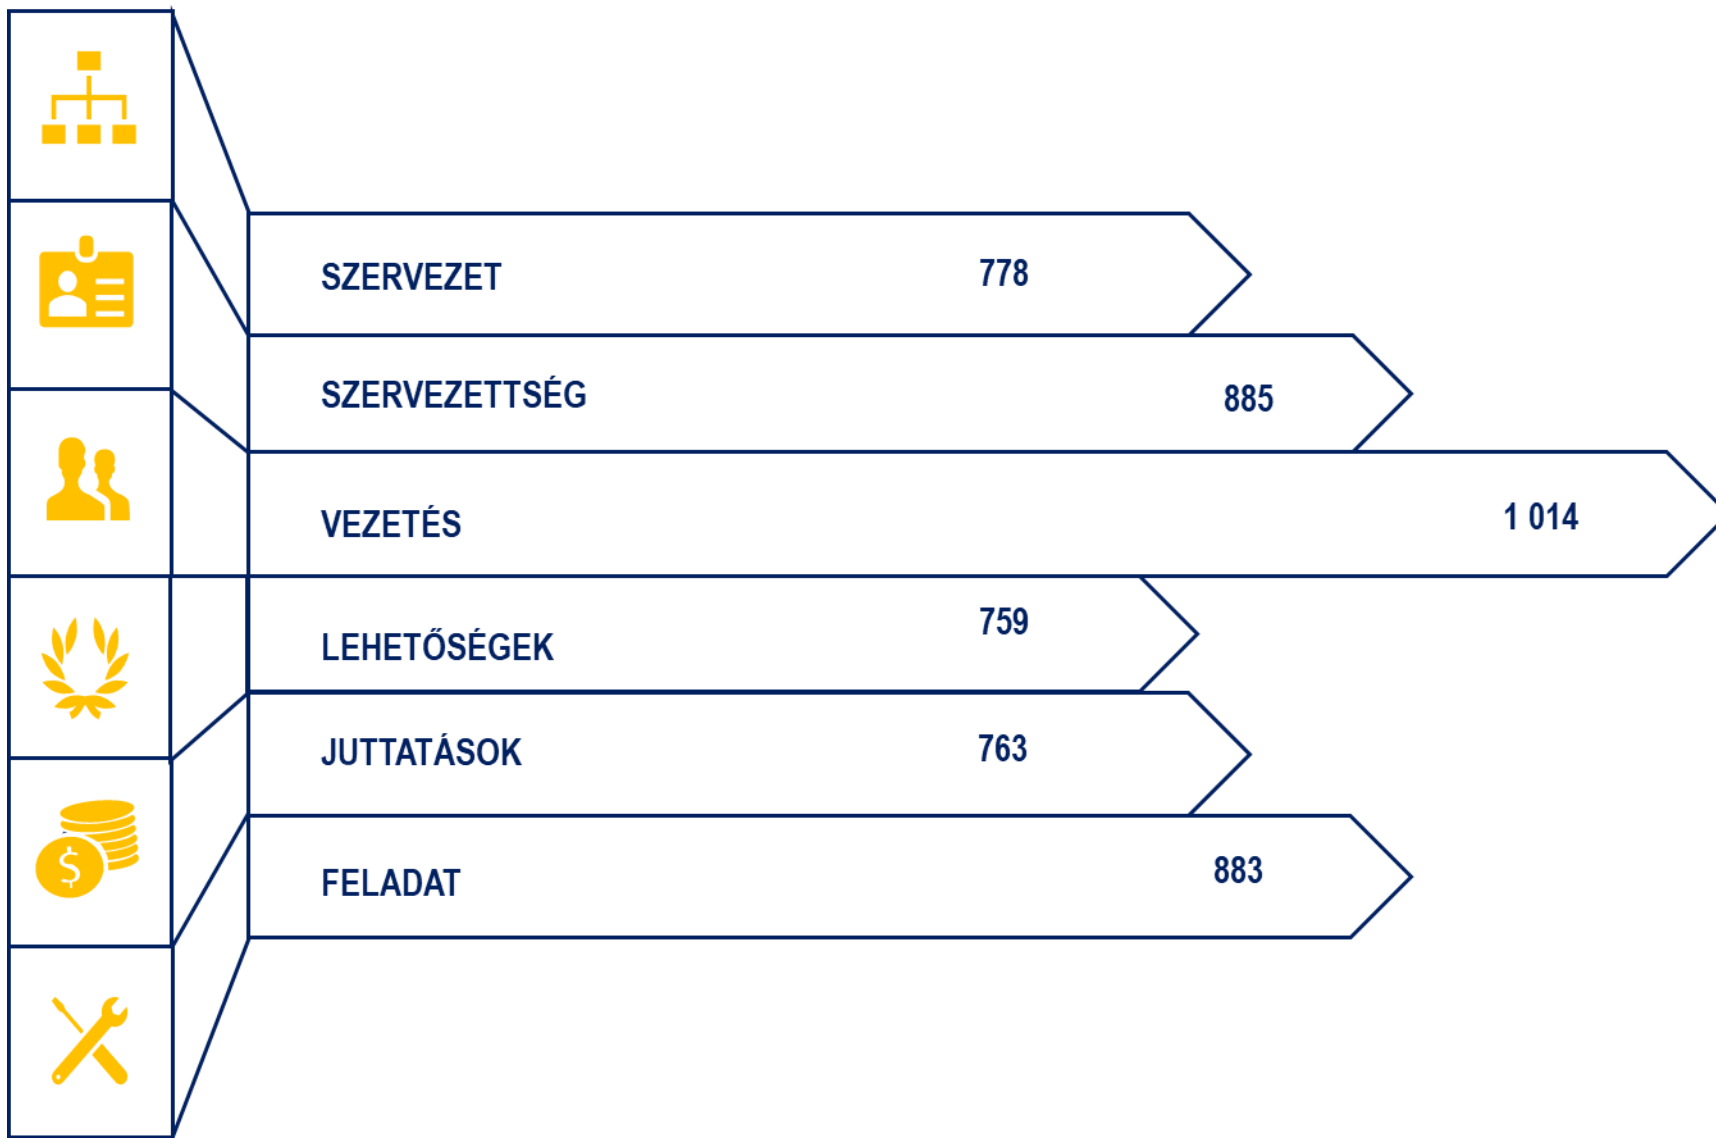 SZERVEZET 778
SZERVEZETTSÉG 885
VEZETÉS 1 014
LEHETŐSÉGEK 759
JUTTATÁSOK 763
$
FELADAT 883